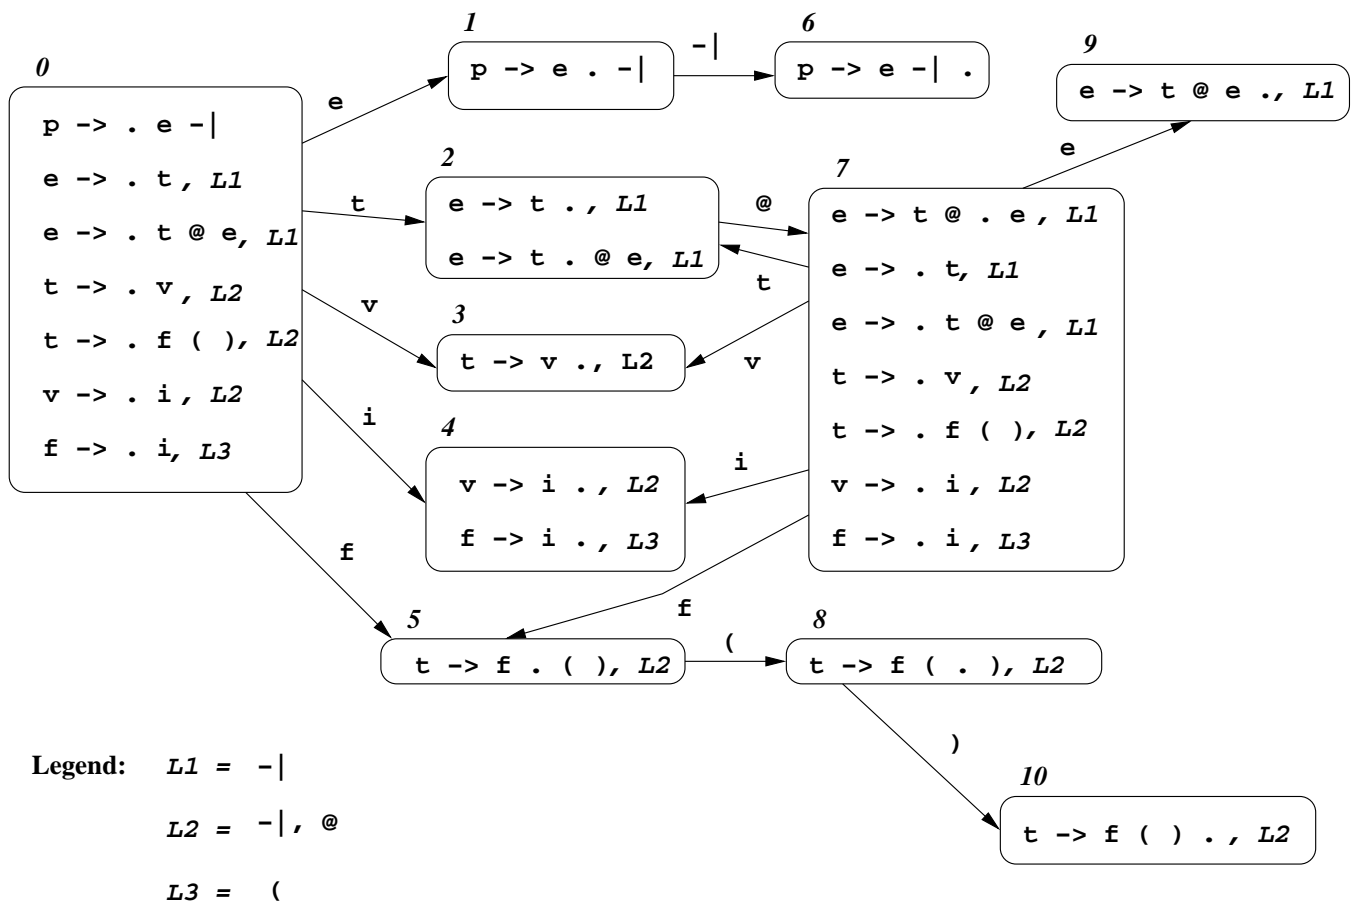 0
p -> . e -|
e -> . t , L1
e -> . t @ e, L1
t -> . v , L2
t -> . f ( ), L2
v -> . i , L2
f -> . i, L3
e
1
p -> e . -|
-|
6
p -> e -| .
9
e -> t @ e ., L1
e
t
2
e -> t ., L1
e -> t . @ e, L1
@
t
7
e -> t @ . e , L1
e -> . t, L1
e -> . t @ e , L1
t -> . v , L2
t -> . f ( ), L2
v -> . i , L2
f -> . i , L3
v
3
t -> v ., L2
v
i
4
v -> i ., L2
f -> i ., L3
i
f
5
t -> f . ( ), L2
f
(
8
t -> f ( . ), L2
)
10
t -> f ( ) ., L2
Legend: L1 = -|
L2 = -|, @
L3 = (